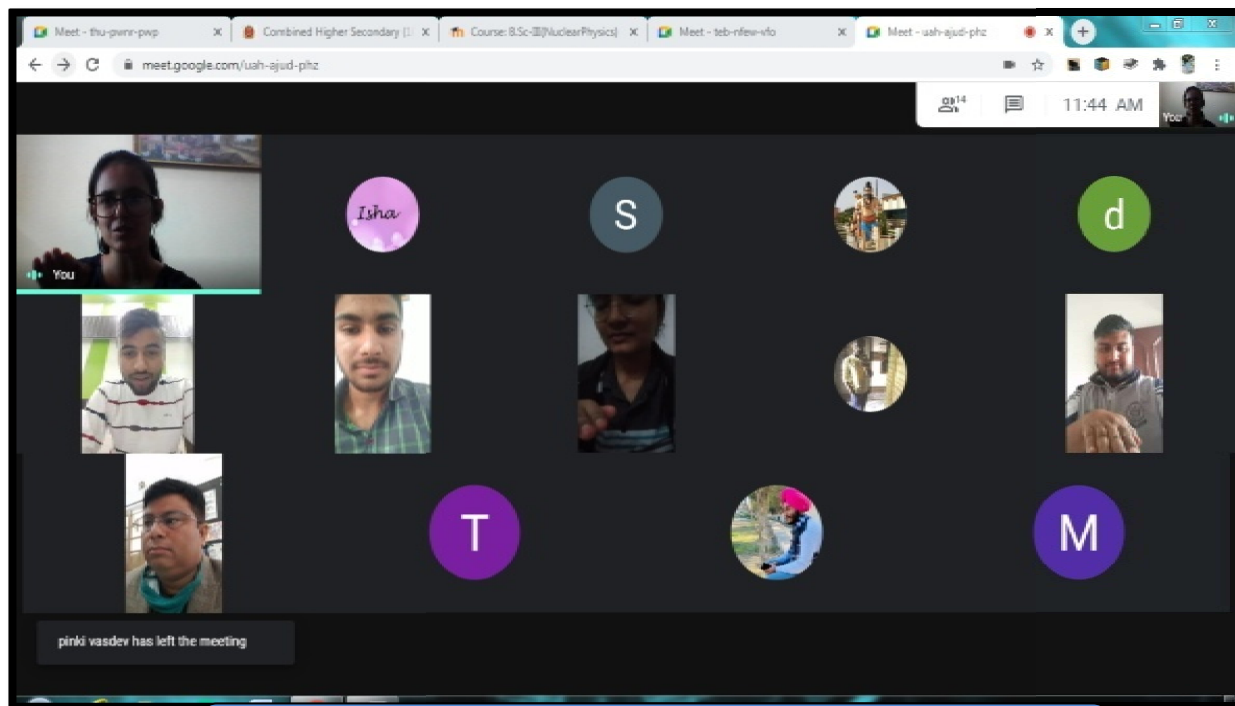 Meet - thu-pwnr-pwp
Combined Higher Secondary (
Course: B.Sc-III(NuclearPhysics)
Meet - teb-nfew-vfo
Meet - uah-ajud-phz
meet.google.com/uah-ajud-phz
14
11:44 AM
You
You
Isha
S
d
T
M
pinki vasdev has left the meeting